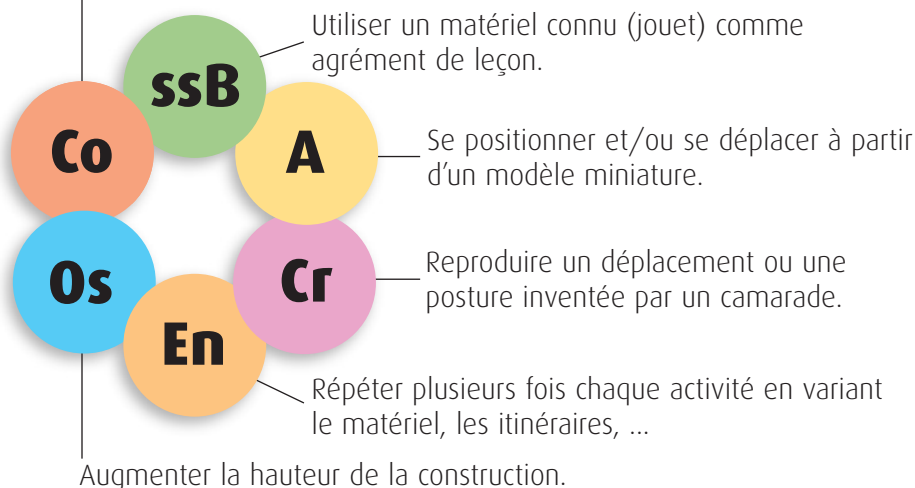 Utiliser un matériel connu (jouet) comme
agrément de leçon.
ssB
Co
A
Se positionner et/ou se déplacer à partir
d’un modèle miniature.
Os
Cr
Reproduire un déplacement ou une
posture inventée par un camarade.
En
Répéter plusieurs fois chaque activité en variant
le matériel, les itinéraires, ...
Augmenter la hauteur de la construction.